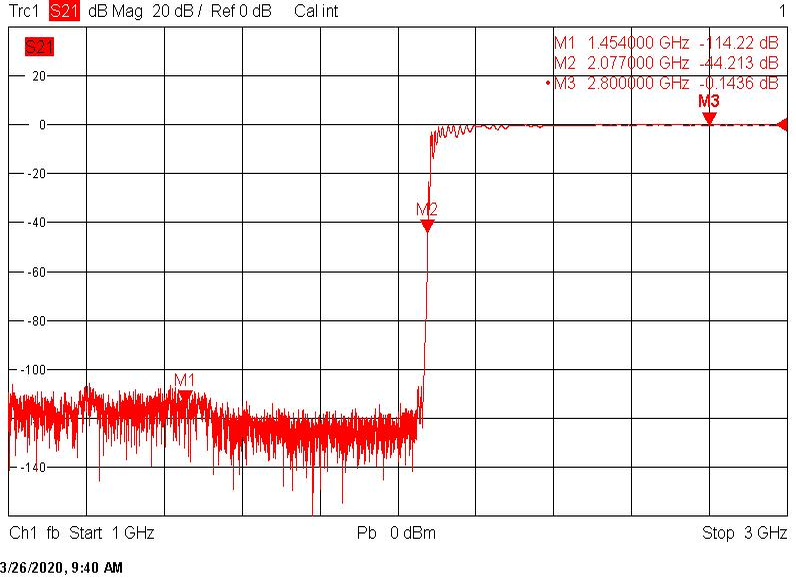 Trc1 S21 dB Mag 20 dB / Ref 0 dB Cal int 1
S21
M1 1.454000 GHz -114.22 dB
M2 2.077000 GHz -44.213 dB
•M3 2.800000 GHz -0.1436 dB
M3
20
0
-20
M2
-40
-60
-80
-100
M1
-140
Ch1 fb Start 1 GHz Pb 0 dBm Stop 3 GHz
3/26/2020, 9:40 AM